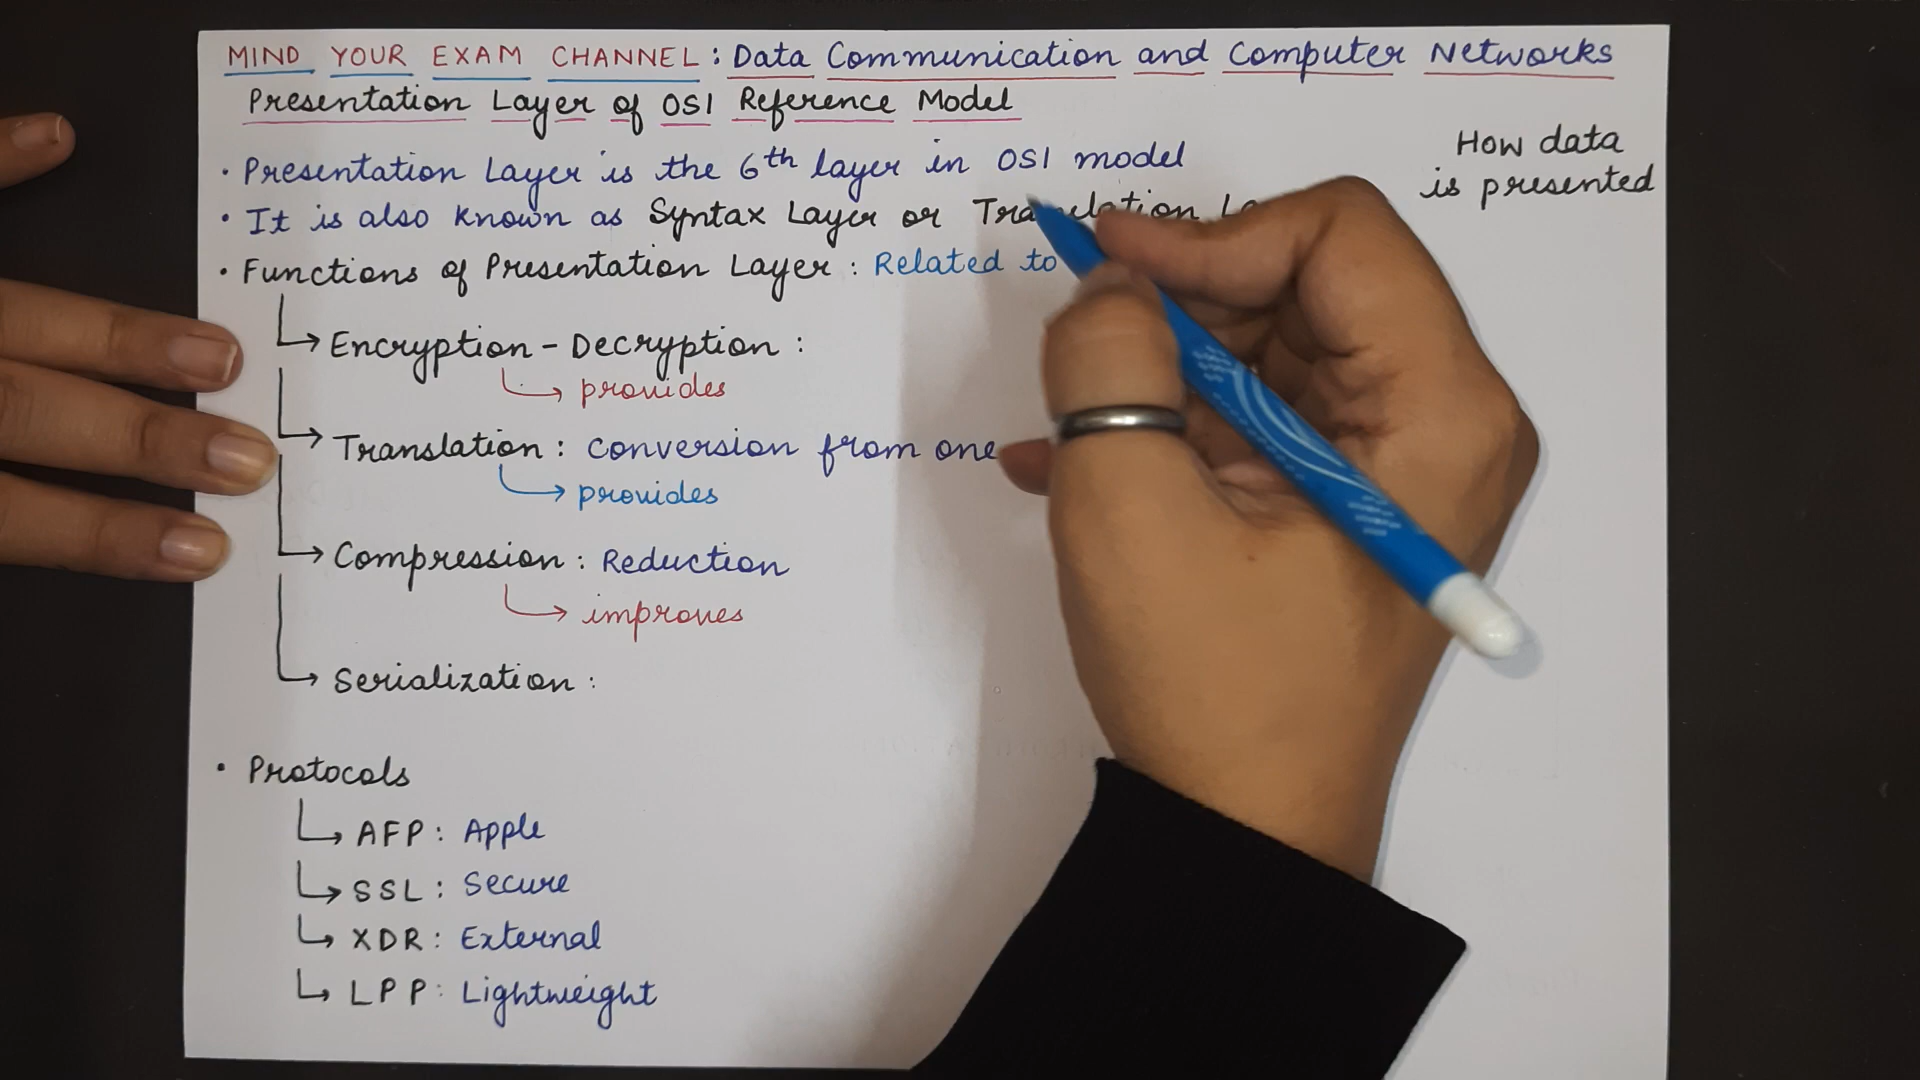 MIND YOUR EXAM CHANNEL: Data Communication and Computer Networks
Presentation Layer of OSI Reference Model
How data
is presented
• Presentation Layer is the 6th layer in OSI model
• It is also known as Syntax Layer or Translation
• Functions of Presentation Layer: Related to
Encryption - Decryption:
provides
Translation: Conversion from one
provides
Compression: Reduction
improves
Serialization:
• Protocols
AFP: Apple
SSL: Secure
XDR: External
LPP: Lightweight